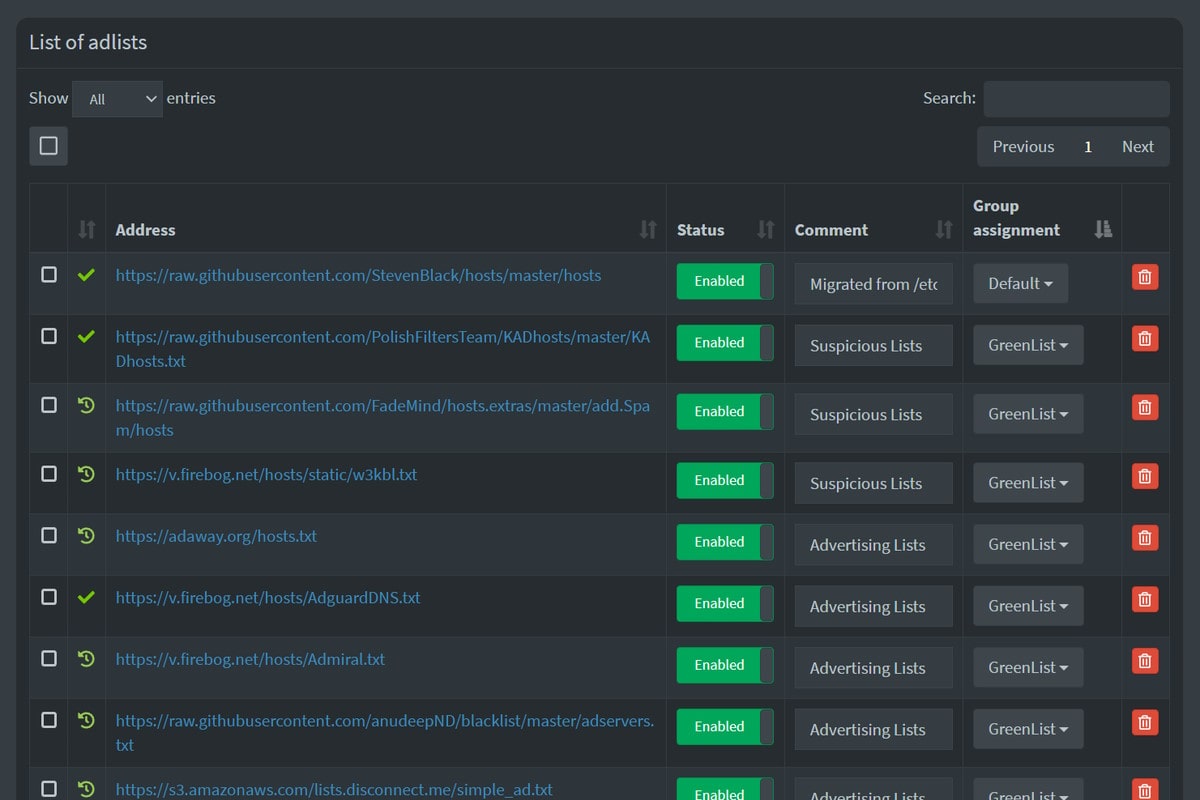 List of adlists
Show All entries Search:
Previous 1 Next
Address Status Comment Group
assignment
https://raw.githubusercontent.com/StevenBlack/hosts/master/hosts Enabled Migrated from /etc Default
https://raw.githubusercontent.com/PolishFiltersTeam/KADhosts/master/KA Enabled Suspicious Lists GreenList
Dhosts.txt
https://raw.githubusercontent.com/FadeMind/hosts.extras/master/add.Spa Enabled Suspicious Lists GreenList
m/hosts
https://v.firebog.net/hosts/static/w3kbl.txt Enabled Suspicious Lists GreenList
https://adaway.org/hosts.txt Enabled Advertising Lists GreenList
https://v.firebog.net/hosts/AdguardDNS.txt Enabled Advertising Lists GreenList
https://v.firebog.net/hosts/Admiral.txt Enabled Advertising Lists GreenList
https://raw.githubusercontent.com/anudeepND/blacklist/master/adservers. Enabled Advertising Lists GreenList
txt
https://s3.amazonaws.com/lists.disconnect.me/simple_ad.txt Enabled Advertising Lists GreenList